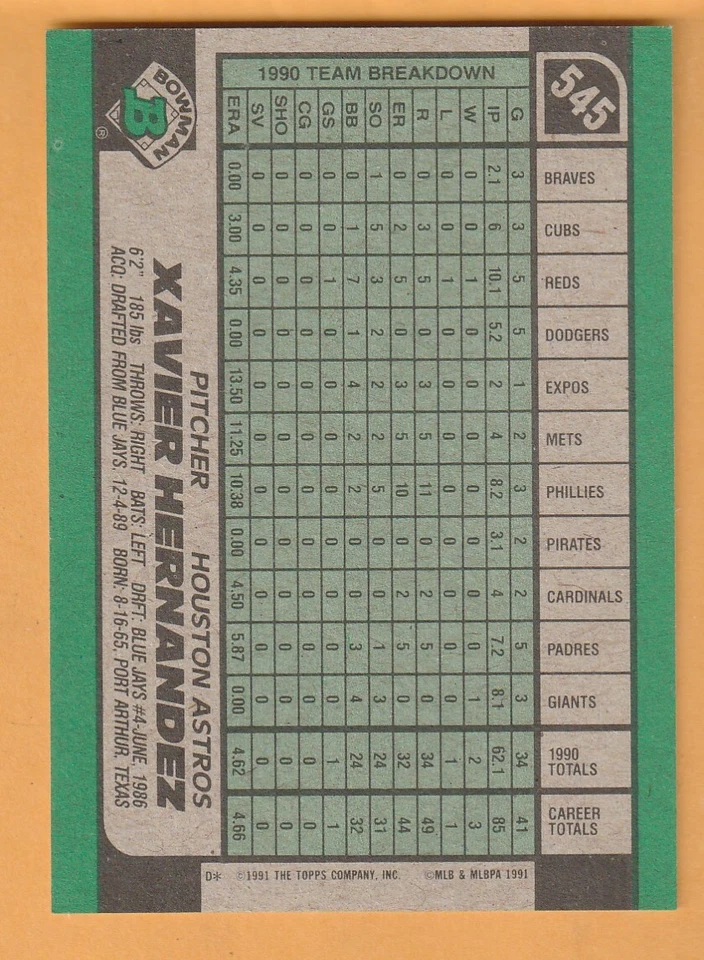 545
1990 TEAM BREAKDOWN
G IP W L R ER SO BB GS CG SHO SV ERA
BRAVES 3 2.1 0 0 0 0 1 0 0 0 0 0 0.00
CUBS 3 6 0 0 3 2 5 1 0 0 0 0 3.00
REDS 5 10.1 1 1 5 5 3 7 1 0 0 0 4.35
DODGERS 5 5.2 0 0 0 0 2 1 0 0 0 0 0.00
EXPOS 1 2 0 0 3 3 2 4 0 0 0 0 13.50
METS 2 4 0 0 5 5 2 2 0 0 0 0 11.25
PHILLIES 3 8.2 0 0 11 10 5 2 0 0 0 0 10.38
PIRATES 2 3.1 0 0 0 0 0 0 0 0 0 0 0.00
CARDINALS 2 4 0 0 2 2 0 0 0 0 0 0 4.50
PADRES 5 7.2 0 0 5 5 1 3 0 0 0 0 5.87
GIANTS 3 8.1 1 0 0 0 3 4 0 0 0 0 0.00
1990 TOTALS 34 62.1 2 1 34 32 24 24 1 0 0 0 4.62
CAREER TOTALS 41 85 3 1 49 44 31 32 1 0 0 0 4.66
BOWMAN
B
®
PITCHER HOUSTON ASTROS
XAVIER HERNANDEZ
6'2" 185 lbs THROWS: RIGHT BATS: LEFT DRFT: BLUE JAYS #4-JUNE, 1986
ACQ: DRAFTED FROM BLUE JAYS, 12-4-89 BORN: 8-16-65, PORT ARTHUR, TEXAS
D* ©1991 THE TOPPS COMPANY, INC. ©MLB & MLBPA 1991